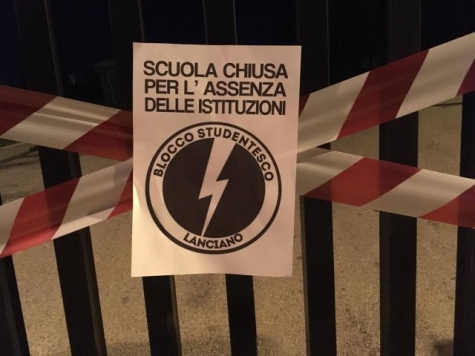 SCUOLA CHIUSA
PER L' ASSENZA
DELLE ISTITUZIONI
BLOCCO STUDENTESCO
LANCIANO